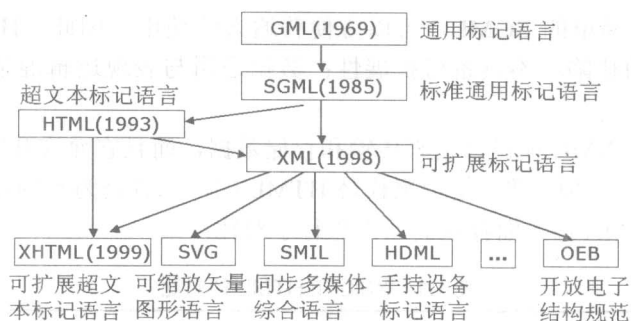 GML(1969) 通用标记语言
SGML(1985) 标准通用标记语言
超文本标记语言
HTML(1993)
XML(1998) 可扩展标记语言
XHTML(1999) SVG SMIL HDML ... OEB
可扩展超文 可缩放矢量 同步多媒体 手持设备 开放电子
本标记语言 图形语言 综合语言 标记语言 结构规范